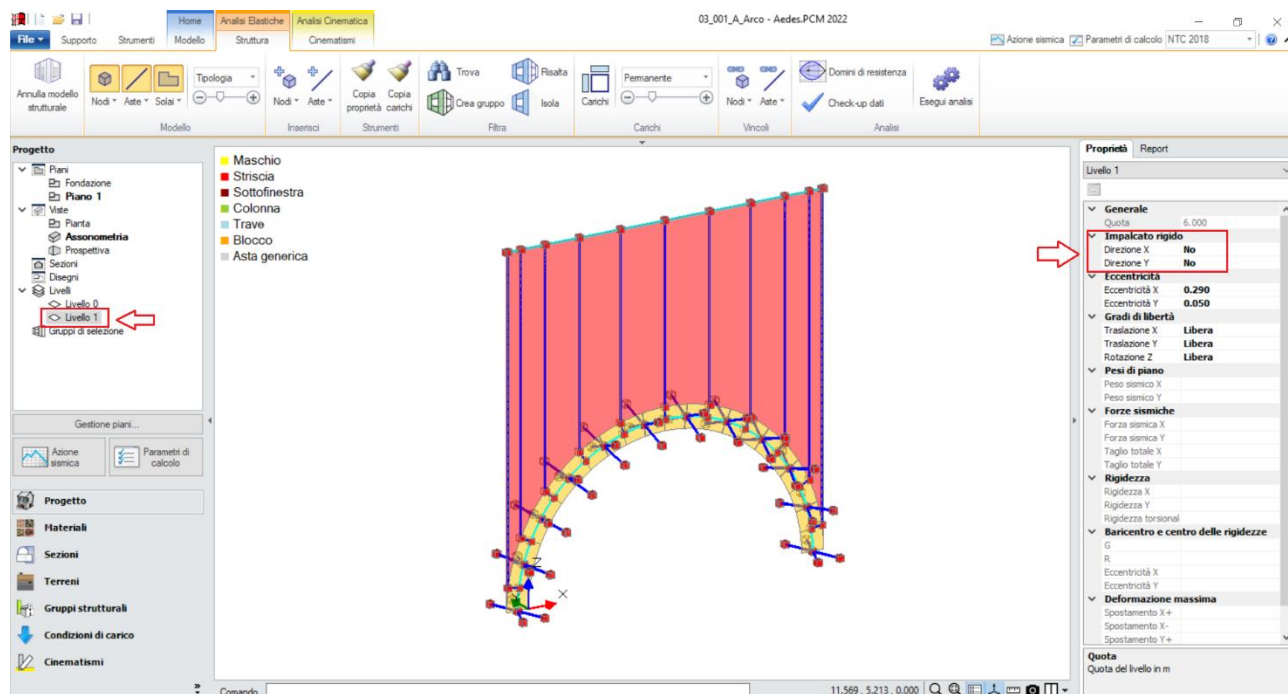 03_001_A_Arco - Aedes.PCM 2022
Home Analisi Elastiche Analisi Cinematica
File Supporto Strumenti Modello Struttura Cinematismi
Azione sismica Parametri di calcolo NTC 2018
Annulla modello strutturale
Nodi Aste Solai
Tipologia
Modello
Nodi Aste
Inserisci
Copia proprietà Copia carichi
Strumenti
Trova Risalta
Crea gruppo Isola
Filtra
Carichi
Permanente
Carichi
Nodi Aste
Vincoli
Domini di resistenza
Check-up dati
Esegui analisi
Analisi
Progetto
Piani
Fondazione
Piano 1
Viste
Pianta
Assonometria
Prospettiva
Sezioni
Disegni
Livelli
Livello 0
Livello 1
Gruppi di selezione
Gestione piani...
Azione sismica
Parametri di calcolo
Progetto
Materiali
Sezioni
Terreni
Gruppi strutturali
Condizioni di carico
Cinematismi
Maschio
Striscia
Sottofinestra
Colonna
Trave
Blocco
Asta generica
Z
X
Y
Comando
11.569 , 5.213 , 0.000
Proprietà Report
Livello 1
Generale
Quota 6.000
Impalcato rigido
Direzione X No
Direzione Y No
Eccentricità
Eccentricità X 0.290
Eccentricità Y 0.050
Gradi di libertà
Traslazione X Libera
Traslazione Y Libera
Rotazione Z Libera
Pesi di piano
Peso sismico X
Peso sismico Y
Forze sismiche
Forza sismica X
Forza sismica Y
Taglio totale X
Taglio totale Y
Rigidezza
Rigidezza X
Rigidezza Y
Rigidezza torsional
Baricentro e centro delle rigidezze
G
R
Eccentricità X
Eccentricità Y
Deformazione massima
Spostamento X+
Spostamento X-
Spostamento Y+
Quota
Quota del livello in m